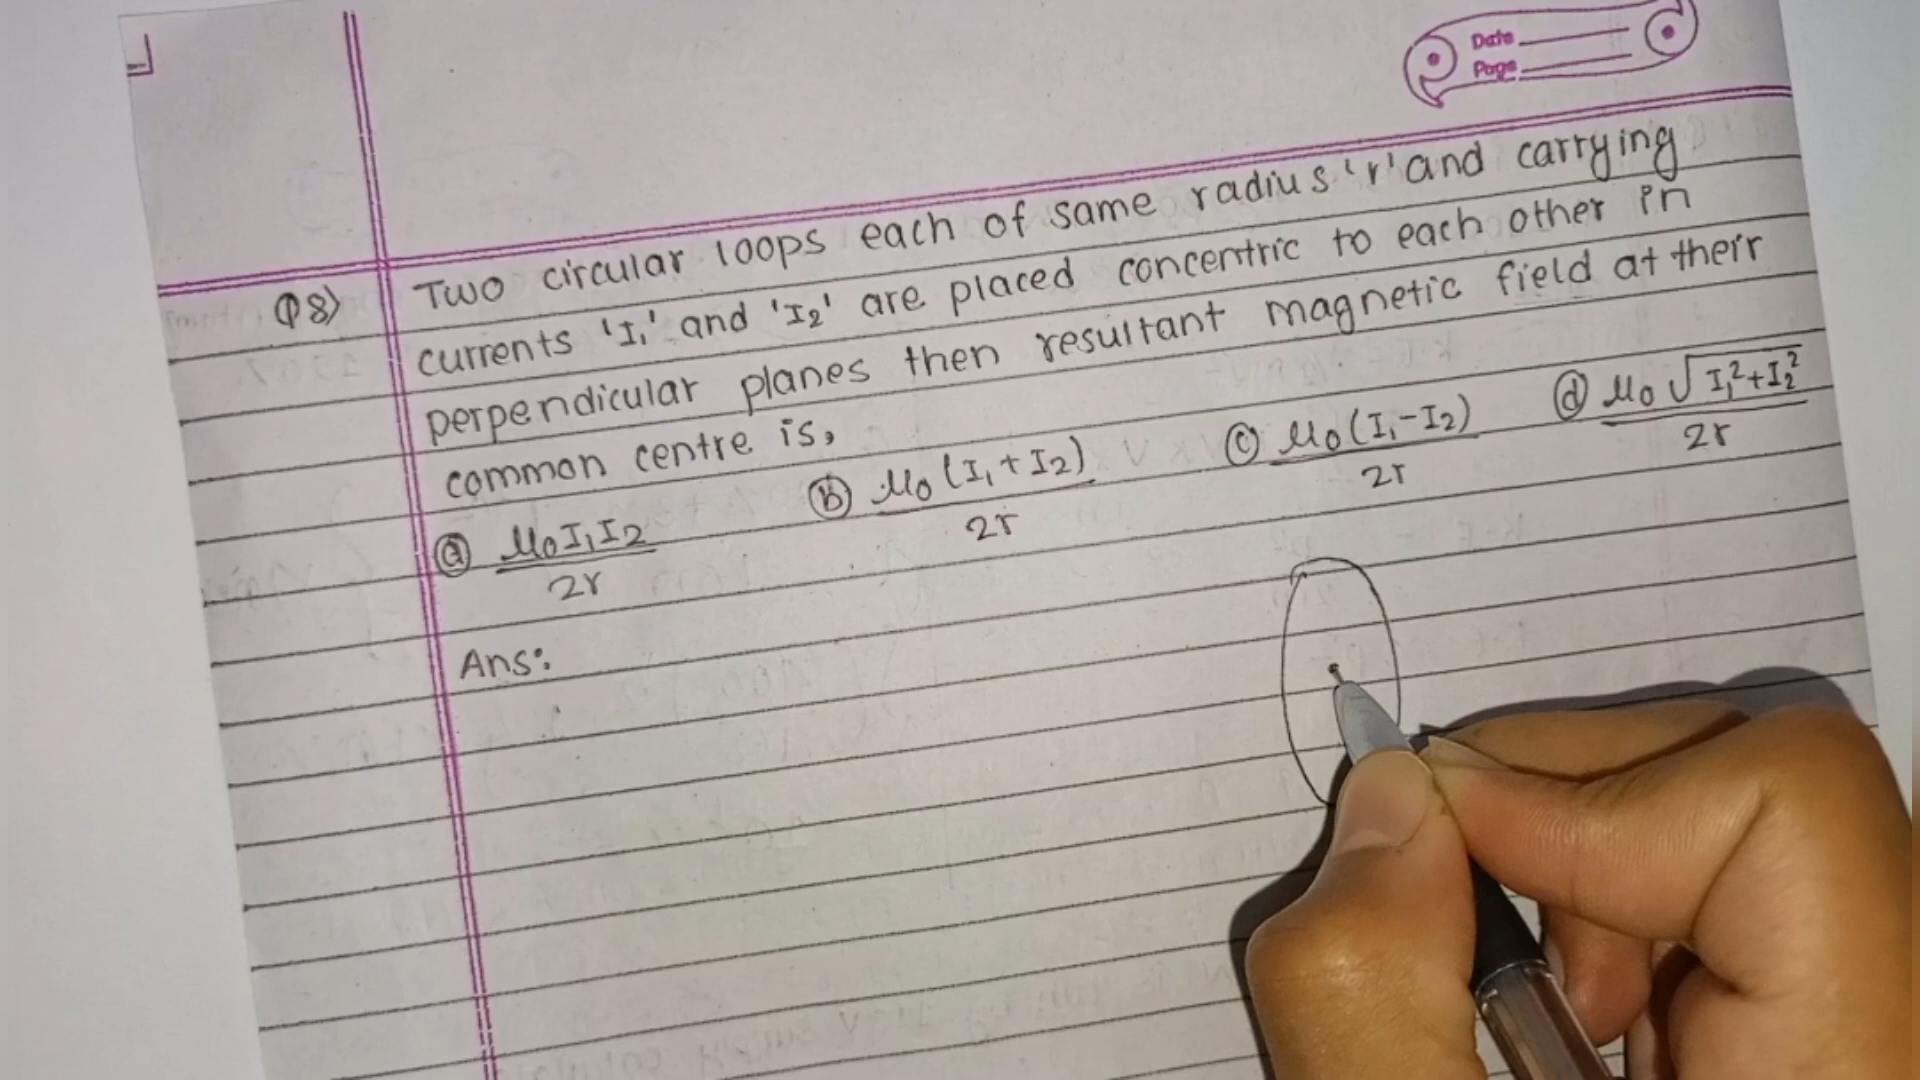 Date
Page
Q8) Two circular loops each of same radius 'r' and carrying
currents 'I₁' and 'I₂' are placed concentric to each other in
perpendicular planes then resultant magnetic field at their
common centre is,
ⓐ μ₀I₁I₂/2r ⓑ μ₀(I₁+I₂)/2r ⓒ μ₀(I₁-I₂)/2r ⓓ μ₀√(I₁²+I₂²)/2r
Ans: